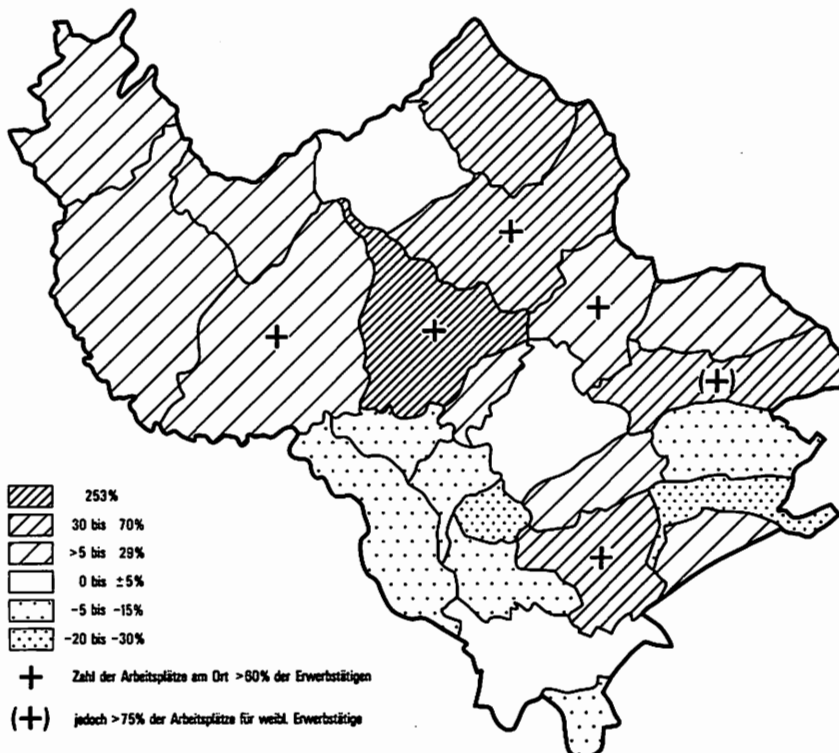 253%
30 bis 70%
>5 bis 29%
0 bis ±5%
-5 bis -15%
-20 bis -30%
+ Zahl der Arbeitsplätze am Ort >60% der Erwerbstätigen
(+) jedoch >75% der Arbeitsplätze für weibl. Erwerbstätige